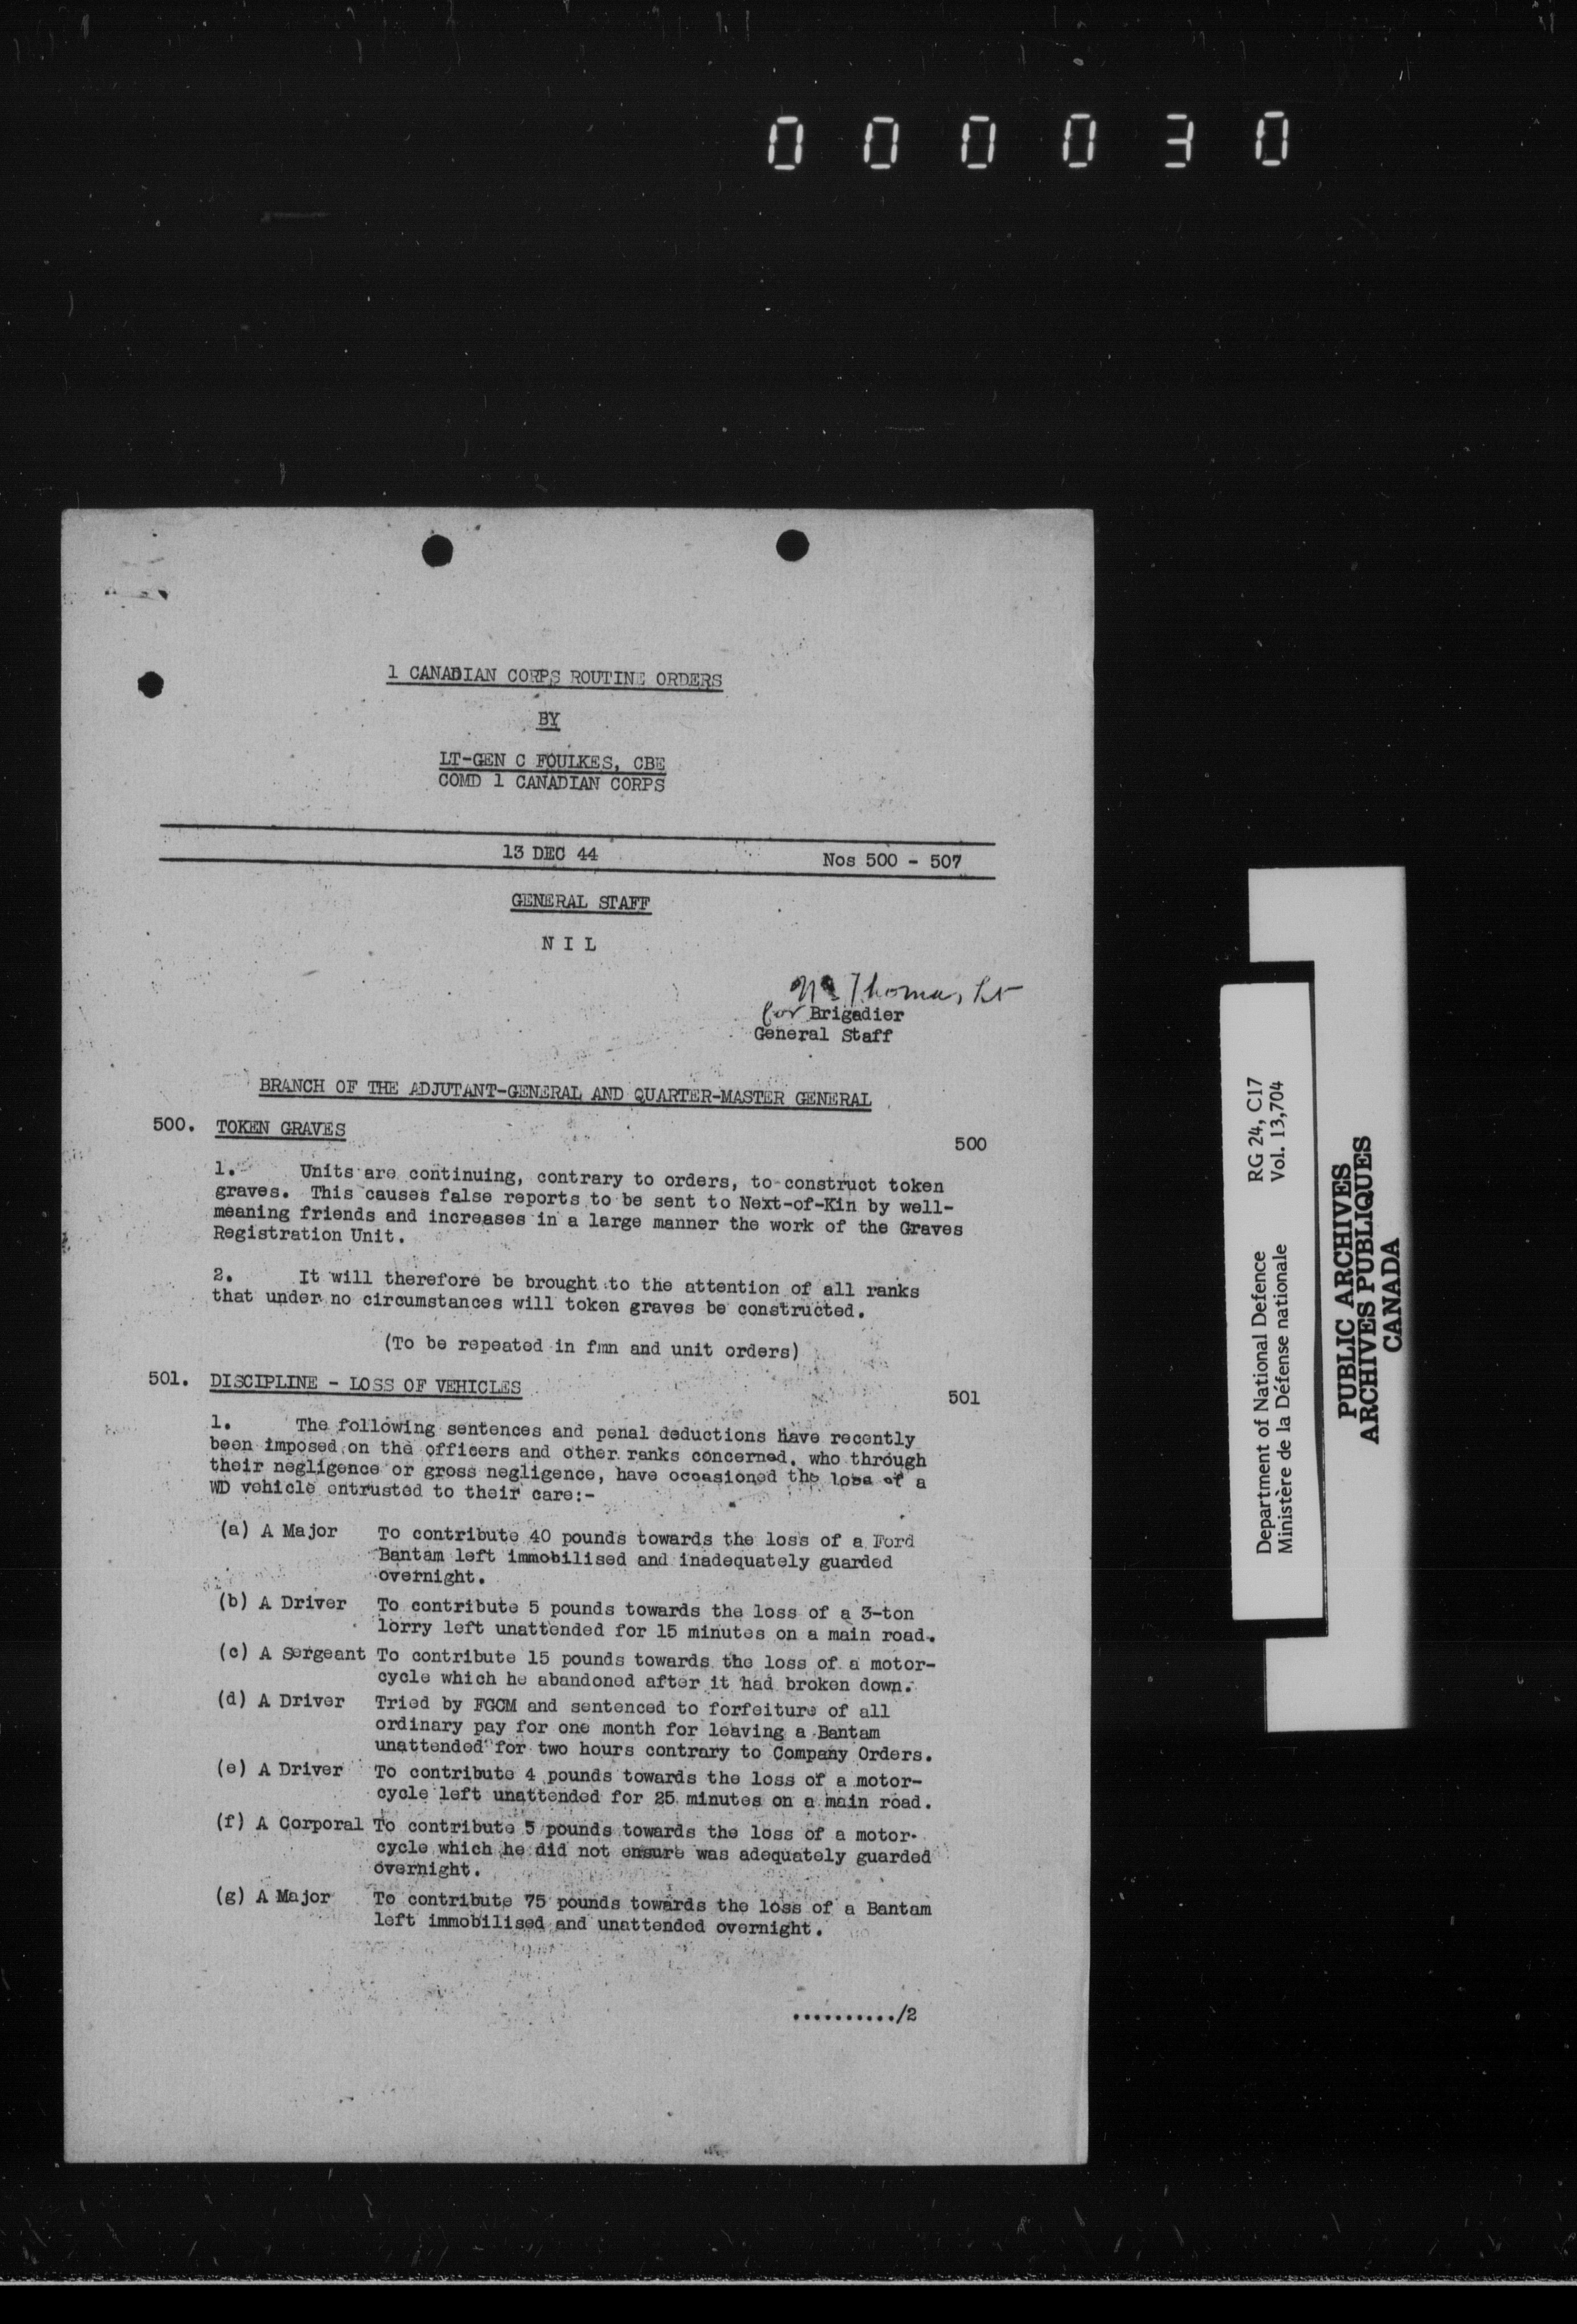 000030
1 CANADIAN CORPS ROUTINE ORDERS
BY
LT-GEN C FOULKES, CBE
COMD 1 CANADIAN CORPS
13 DEC 44 Nos 500 - 507
GENERAL STAFF
N I L
Thomas, Lt
for Brigadier
General Staff
BRANCH OF THE ADJUTANT-GENERAL AND QUARTER-MASTER GENERAL
500. TOKEN GRAVES 500
1. Units are continuing, contrary to orders, to construct token
graves. This causes false reports to be sent to Next-of-Kin by well-
meaning friends and increases in a large manner the work of the Graves
Registration Unit.
2. It will therefore be brought to the attention of all ranks
that under no circumstances will token graves be constructed.
(To be repeated in fmn and unit orders)
501. DISCIPLINE - LOSS OF VEHICLES 501
1. The following sentences and penal deductions have recently
been imposed on the officers and other ranks concerned, who through
their negligence or gross negligence, have occasioned the loss of a
WD vehicle entrusted to their care:-
(a) A Major To contribute 40 pounds towards the loss of a Ford
Bantam left immobilised and inadequately guarded
overnight.
(b) A Driver To contribute 5 pounds towards the loss of a 3-ton
lorry left unattended for 15 minutes on a main road.
(c) A Sergeant To contribute 15 pounds towards the loss of a motor-
cycle which he abandoned after it had broken down.
(d) A Driver Tried by FGCM and sentenced to forfeiture of all
ordinary pay for one month for leaving a Bantam
unattended for two hours contrary to Company Orders.
(e) A Driver To contribute 4 pounds towards the loss of a motor-
cycle left unattended for 25 minutes on a main road.
(f) A Corporal To contribute 5 pounds towards the loss of a motor-
cycle which he did not ensure was adequately guarded
overnight.
(g) A Major To contribute 75 pounds towards the loss of a Bantam
left immobilised and unattended overnight.
........../2
Department of National Defence RG 24, C17
Ministère de la Défense nationale Vol. 13,704
PUBLIC ARCHIVES
ARCHIVES PUBLIQUES
CANADA